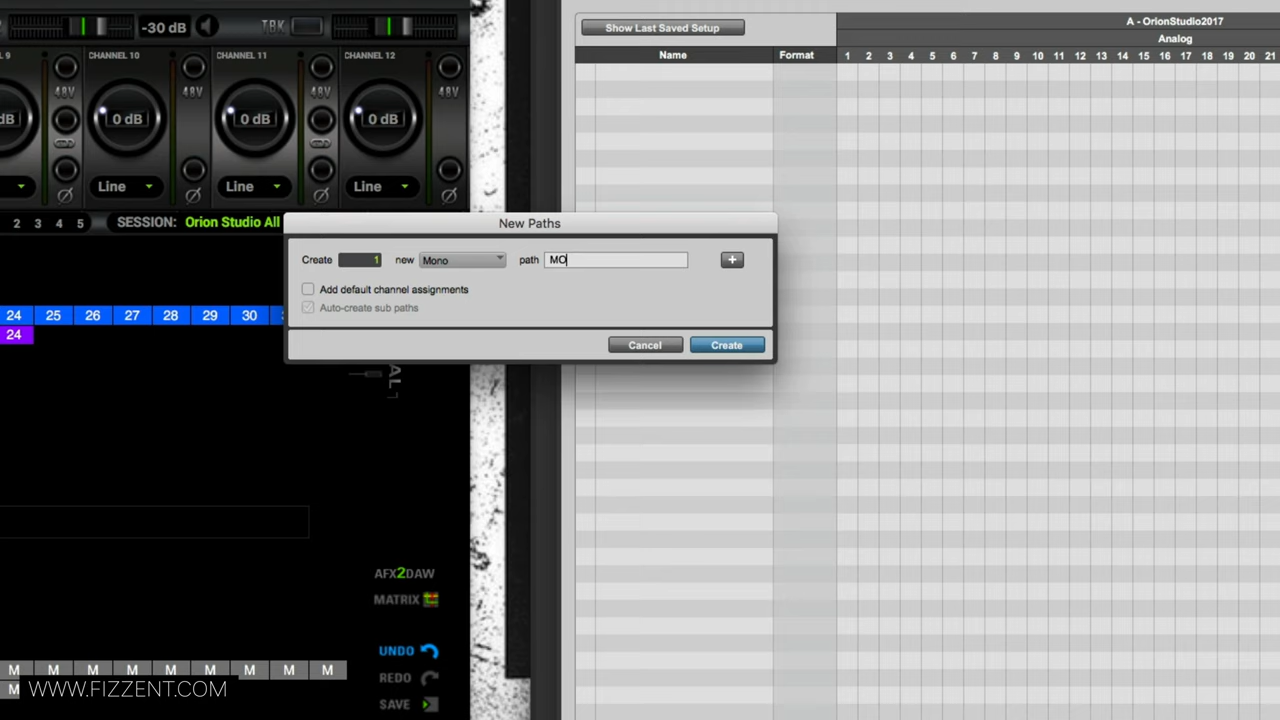 -30 dB
TBK
Show Last Saved Setup
A - OrionStudio2017
Analog
Name
Format
1 2 3 4 5 6 7 8 9 10 11 12 13 14 15 16 17 18 19 20 21
9
CHANNEL 10
CHANNEL 11
CHANNEL 12
48V
48V
48V
48V
dB
0 dB
0 dB
0 dB
Line
Line
Line
2 3 4 5
SESSION: Orion Studio All
New Paths
Create 1 new Mono path MO +
Add default channel assignments
Auto-create sub paths
Cancel
Create
24 25 26 27 28 29 30
24
AFX2DAW
MATRIX
UNDO
REDO
SAVE
M M M M M M M M M
M
WWW.FIZZENT.COM